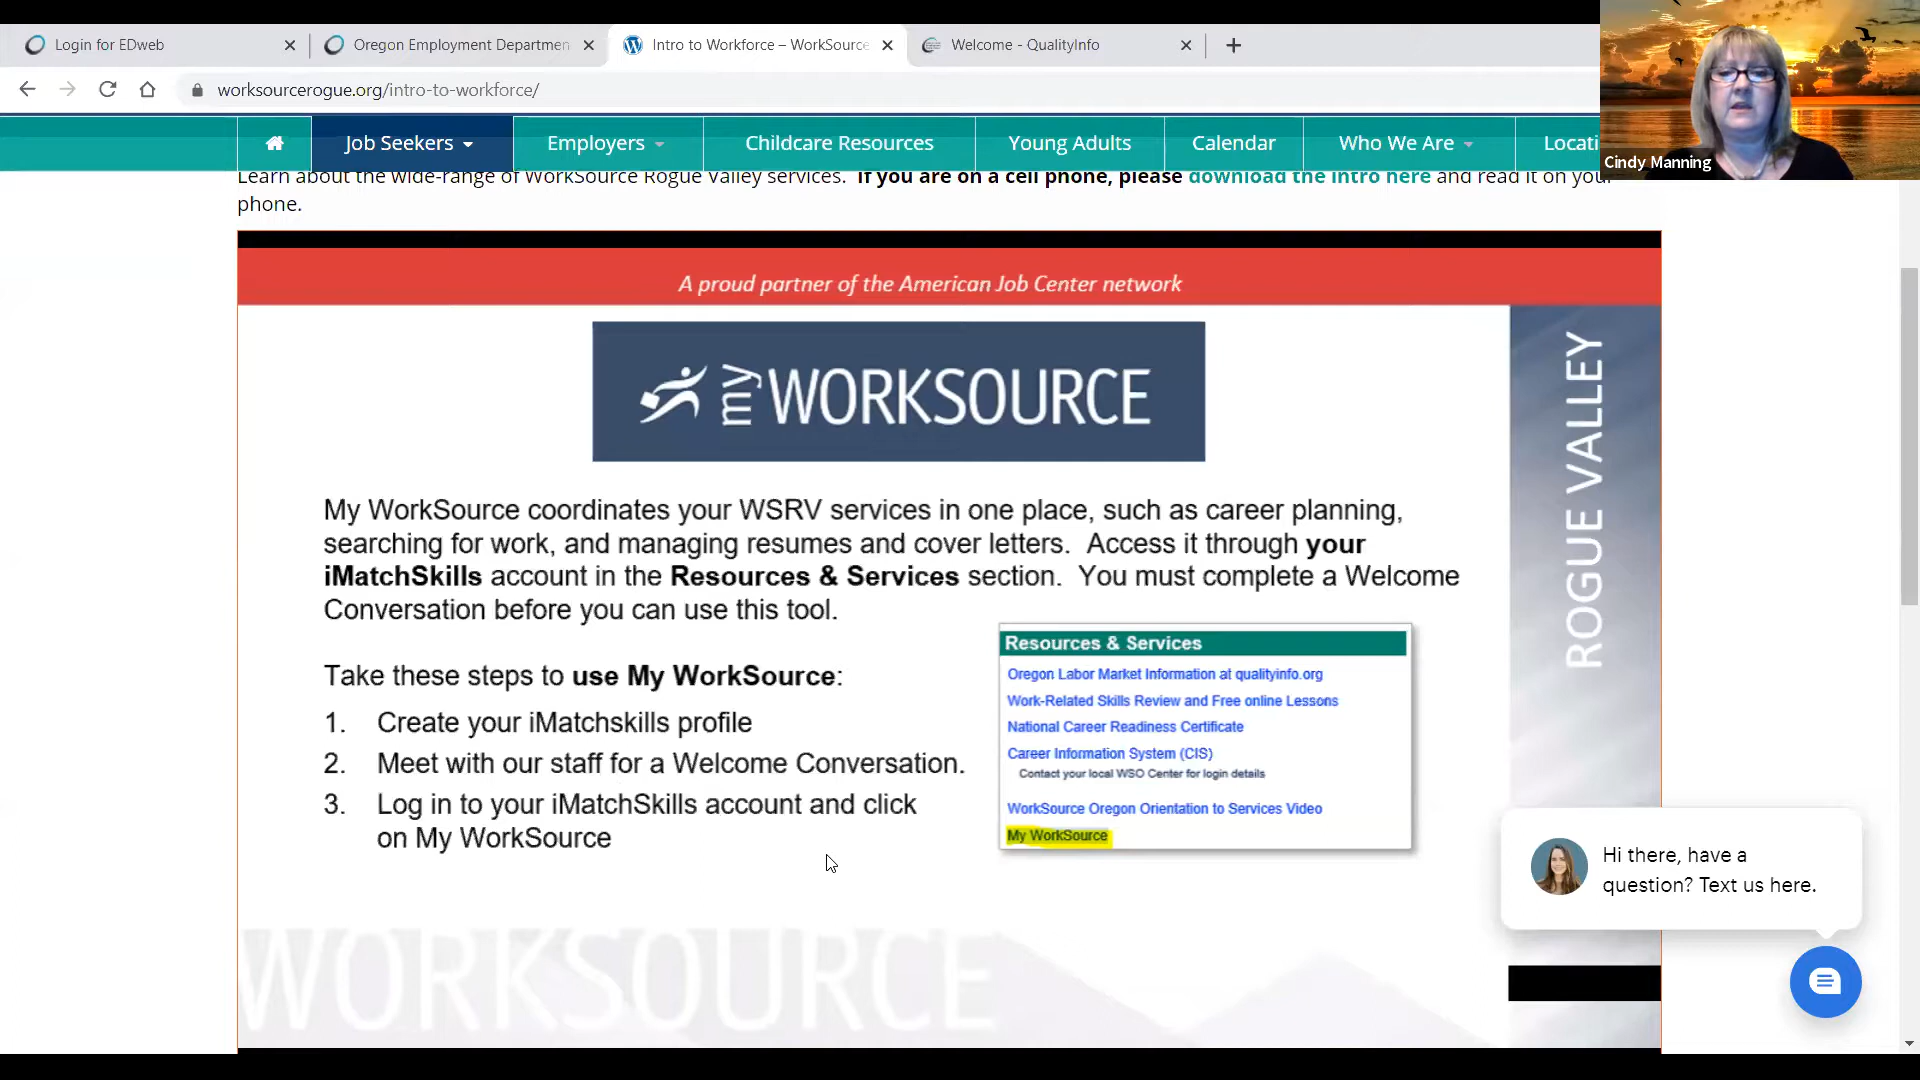 Login for EDweb
Oregon Employment Departmen
Intro to Workforce – WorkSource
Welcome - QualityInfo
worksourcerogue.org/intro-to-workforce/
Job Seekers
Employers
Childcare Resources
Young Adults
Calendar
Who We Are
Locati
Cindy Manning
Learn about the wide-range of WorkSource Rogue Valley services. If you are on a cell phone, please download the intro here and read it on your
phone.
A proud partner of the American Job Center network
my WORKSOURCE
ROGUE VALLEY
My WorkSource coordinates your WSRV services in one place, such as career planning,
searching for work, and managing resumes and cover letters. Access it through your
iMatchSkills account in the Resources & Services section. You must complete a Welcome
Conversation before you can use this tool.
Take these steps to use My WorkSource:
1. Create your iMatchskills profile
2. Meet with our staff for a Welcome Conversation.
3. Log in to your iMatchSkills account and click
on My WorkSource
Resources & Services
Oregon Labor Market Information at qualityinfo.org
Work-Related Skills Review and Free online Lessons
National Career Readiness Certificate
Career Information System (CIS)
Contact your local WSO Center for login details
WorkSource Oregon Orientation to Services Video
My WorkSource
Hi there, have a
question? Text us here.
WORKSOURCE